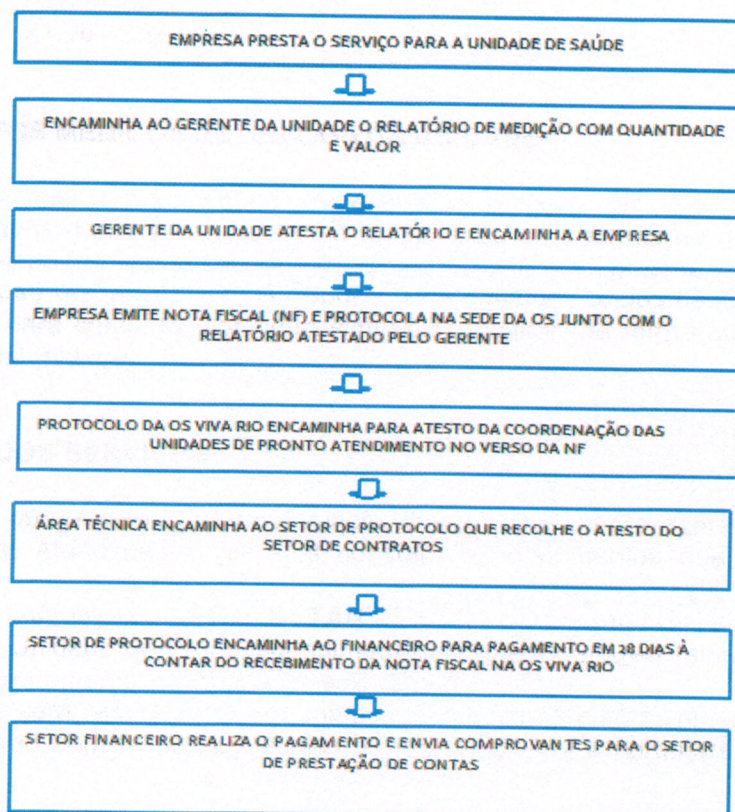 EMPRESA PRESTA O SERVIÇO PARA A UNIDADE DE SAÚDE
ENCAMINHA AO GERENTE DA UNIDADE O RELATÓRIO DE MEDIÇÃO COM QUANTIDADE
E VALOR
GERENTE DA UNIDADE ATESTA O RELATÓRIO E ENCAMINHA A EMPRESA
EMPRESA EMITE NOTA FISCAL (NF) E PROTOCOLA NA SEDE DA OS JUNTO COM O
RELATÓRIO ATESTADO PELO GERENTE
PROTOCOLO DA OS VIVA RIO ENCAMINHA PARA ATESTO DA COORDENAÇÃO DAS
UNIDADES DE PRONTO ATENDIMENTO NO VERSO DA NF
ÁREA TÉCNICA ENCAMINHA AO SETOR DE PROTOCOLO QUE RECOLHE O ATESTO DO
SETOR DE CONTRATOS
SETOR DE PROTOCOLO ENCAMINHA AO FINANCEIRO PARA PAGAMENTO EM 28 DIAS À
CONTAR DO RECEBIMENTO DA NOTA FISCAL NA OS VIVA RIO
SETOR FINANCEIRO REALIZA O PAGAMENTO E ENVIA COMPROVANTES PARA O SETOR
DE PRESTAÇÃO DE CONTAS